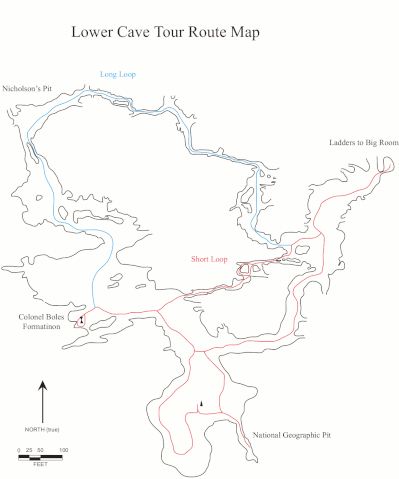 Lower Cave Tour Route Map
Long Loop
Nicholson's Pit
Ladders to Big Room
Short Loop
Colonel Boles
Formatinon
NORTH (true)
National Geographic Pit
0 25 50 100
FEET